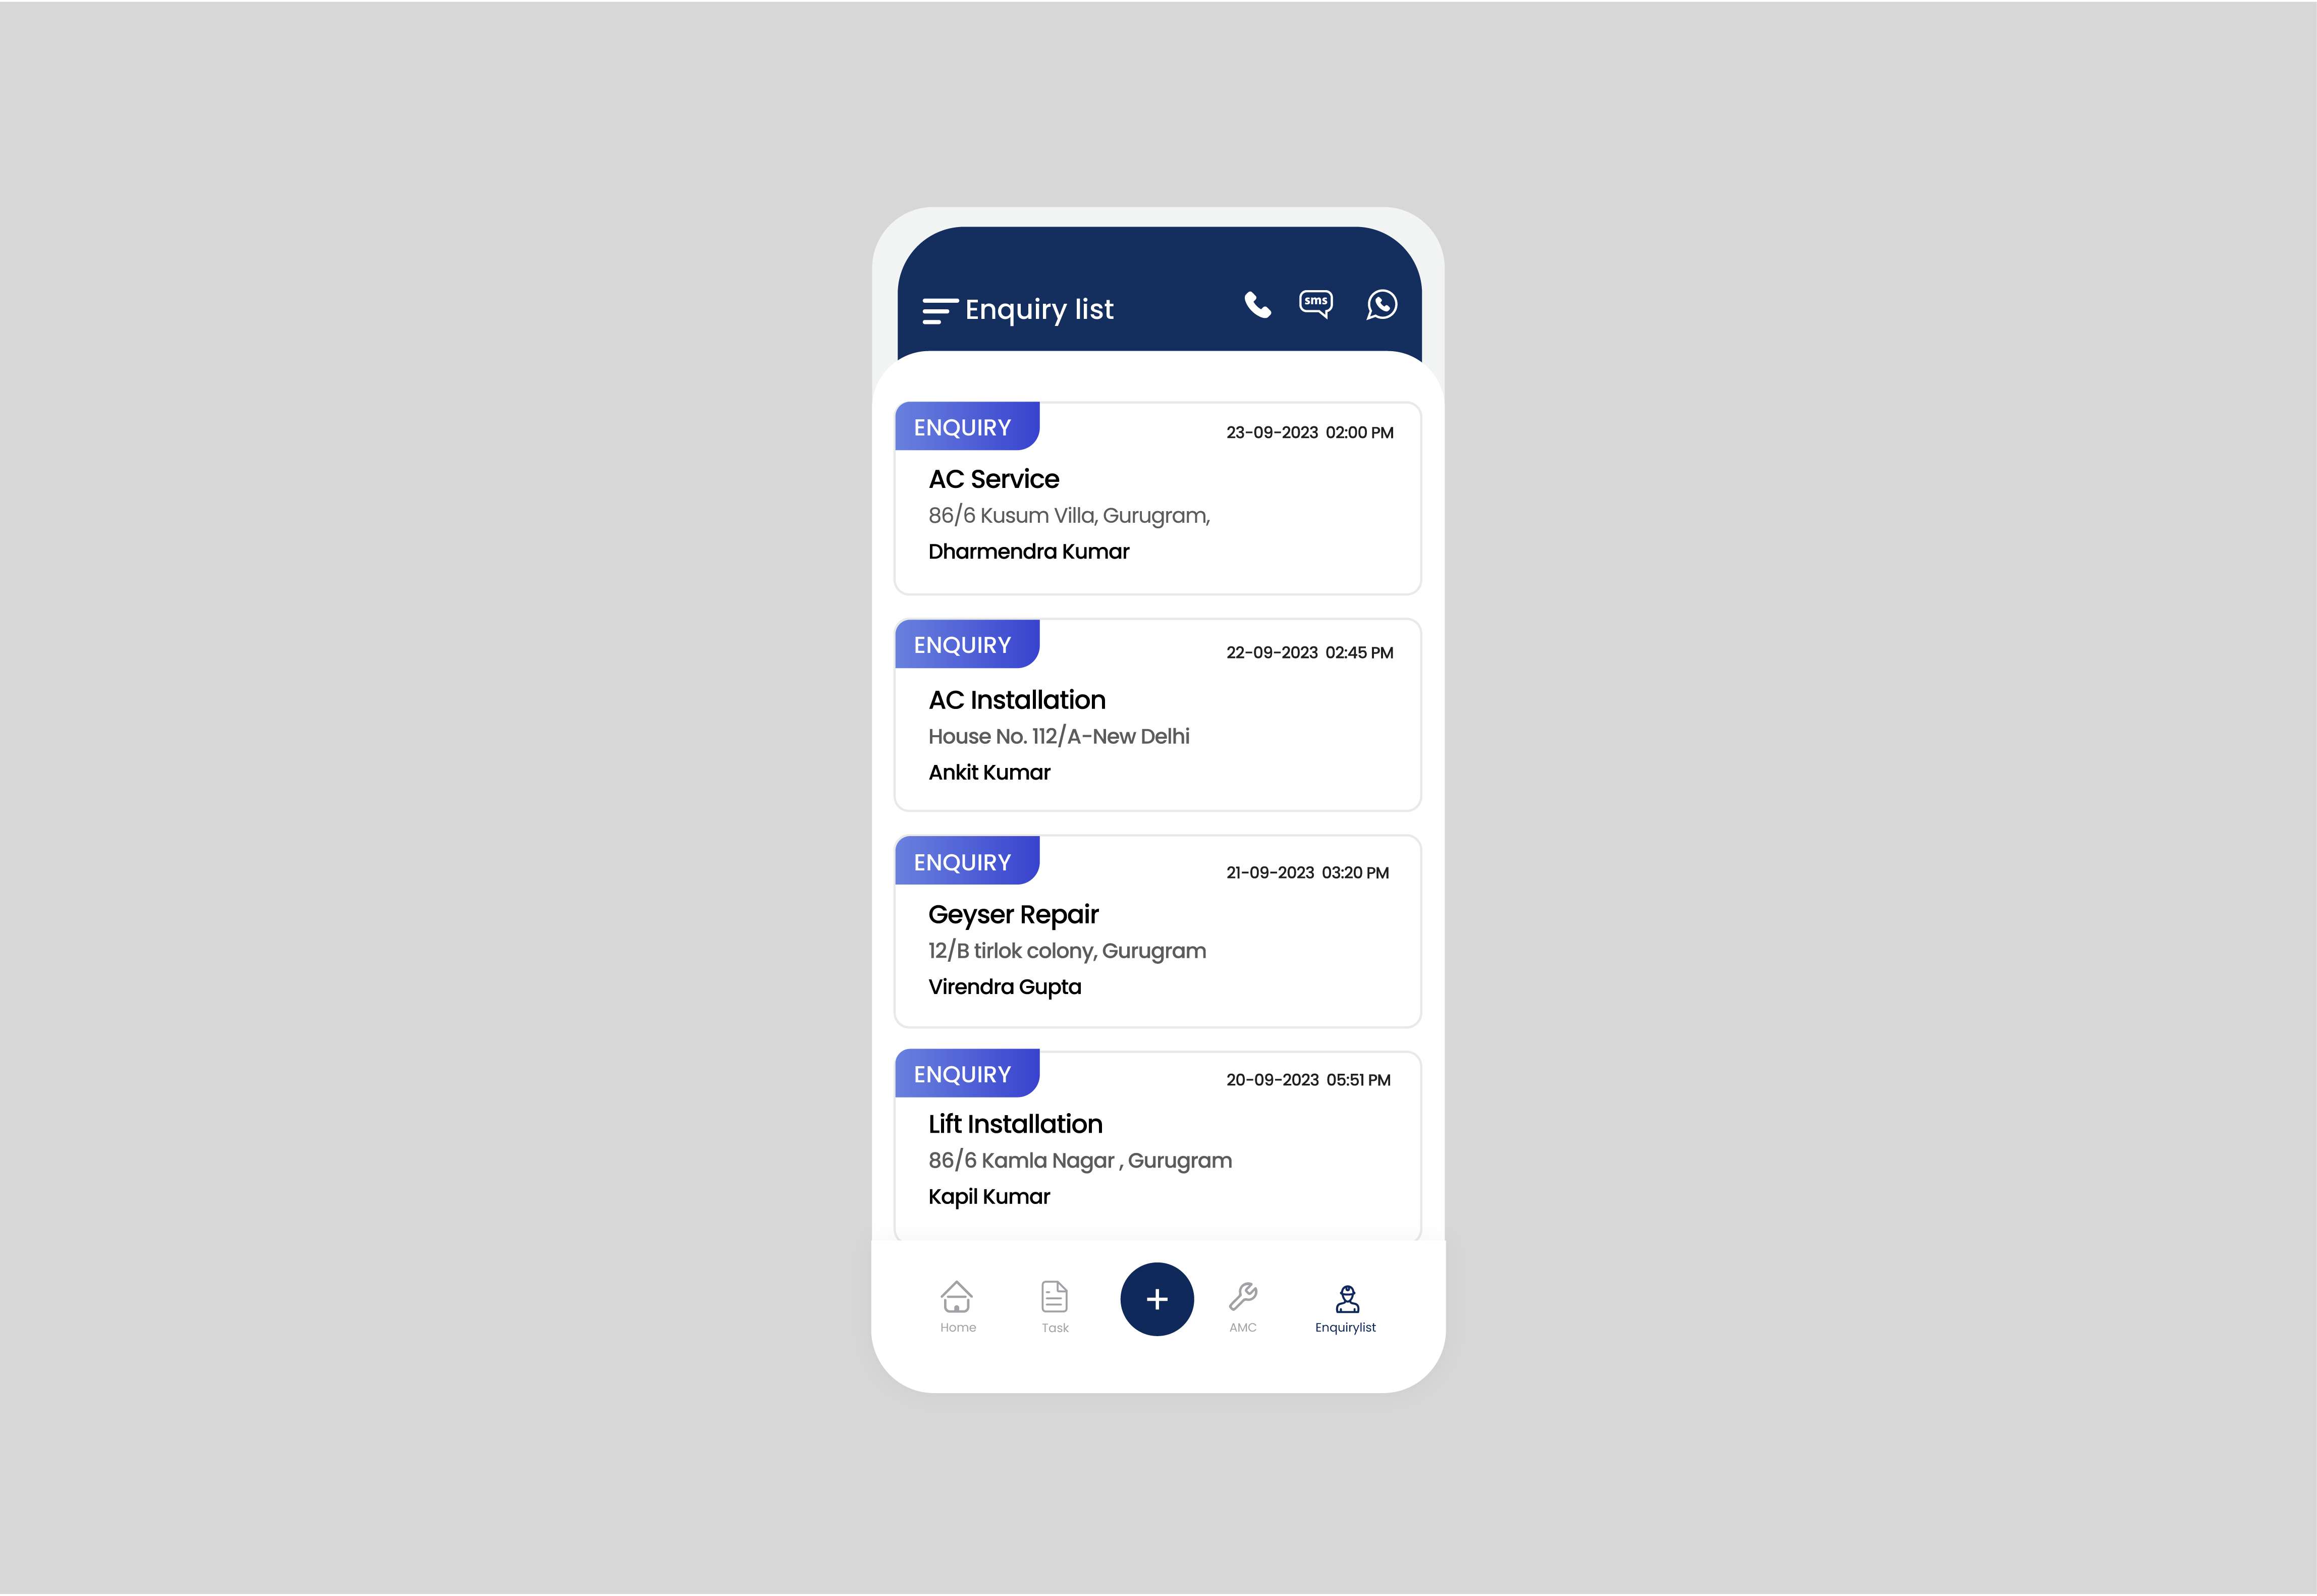 Enquiry list
sms
ENQUIRY
23-09-2023 02:00 PM
AC Service
86/6 Kusum Villa, Gurugram,
Dharmendra Kumar
ENQUIRY
22-09-2023 02:45 PM
AC Installation
House No. 112/A-New Delhi
Ankit Kumar
ENQUIRY
21-09-2023 03:20 PM
Geyser Repair
12/B tirlok colony, Gurugram
Virendra Gupta
ENQUIRY
20-09-2023 05:51 PM
Lift Installation
86/6 Kamla Nagar , Gurugram
Kapil Kumar
Home
Task
+
AMC
Enquirylist